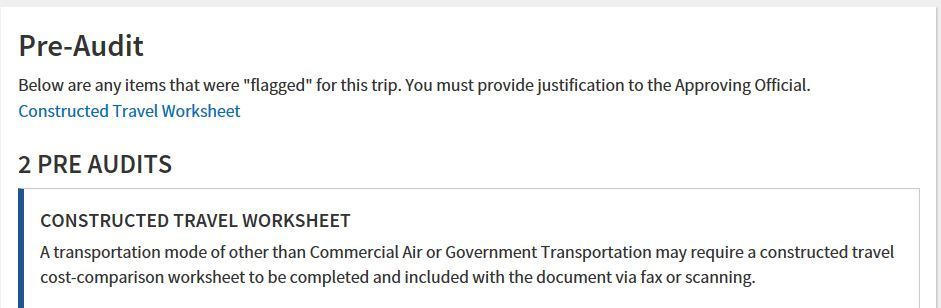 Pre-Audit
Below are any items that were "flagged" for this trip. You must provide justification to the Approving Official.
Constructed Travel Worksheet
2 PRE AUDITS
CONSTRUCTED TRAVEL WORKSHEET
A transportation mode of other than Commercial Air or Government Transportation may require a constructed travel
cost-comparison worksheet to be completed and included with the document via fax or scanning.